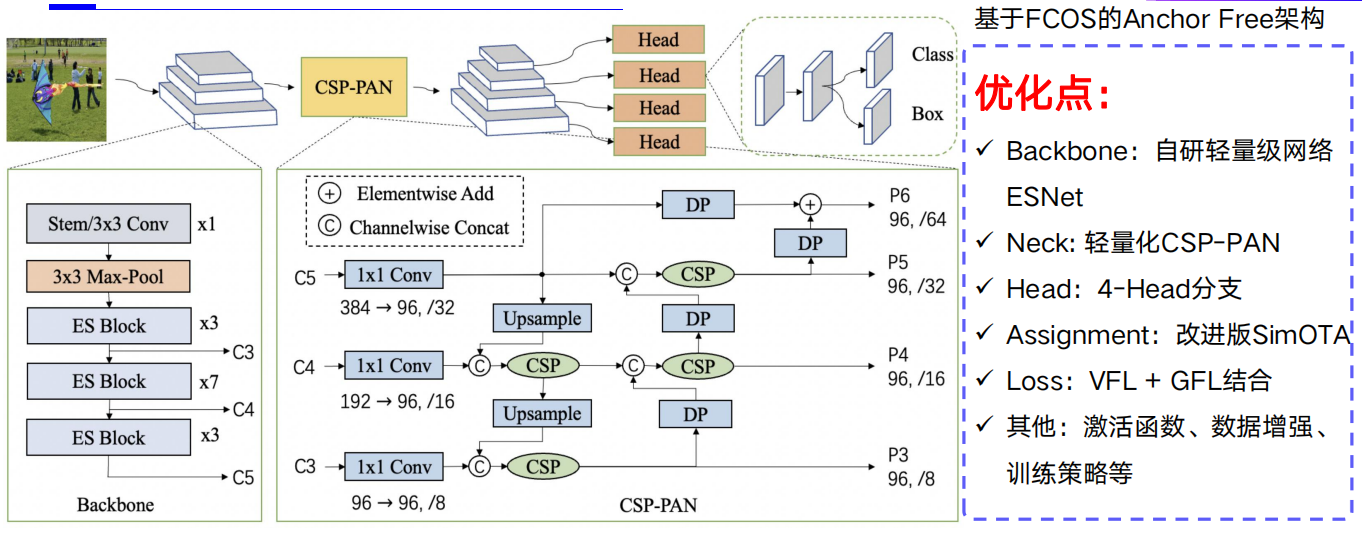 基于FCOS的Anchor Free架构
Head
Head
Head
Head
CSP-PAN
Class
Box
Stem/3x3 Conv x1
3x3 Max-Pool
ES Block x3
C3
ES Block x7
C4
ES Block x3
C5
Backbone
+ Elementwise Add
C Channelwise Concat
DP
+
P6
96, /64
DP
C5
1x1 Conv
384 → 96, /32
C
CSP
P5
96, /32
Upsample
DP
C4
1x1 Conv
192 → 96, /16
C
CSP
C
CSP
P4
96, /16
Upsample
DP
C3
1x1 Conv
96 → 96, /8
C
CSP
P3
96, /8
CSP-PAN
优化点：
✓ Backbone：自研轻量级网络
ESNet
✓ Neck: 轻量化CSP-PAN
✓ Head：4-Head分支
✓ Assignment：改进版SimOTA
✓ Loss：VFL + GFL结合
✓ 其他：激活函数、数据增强、
训练策略等